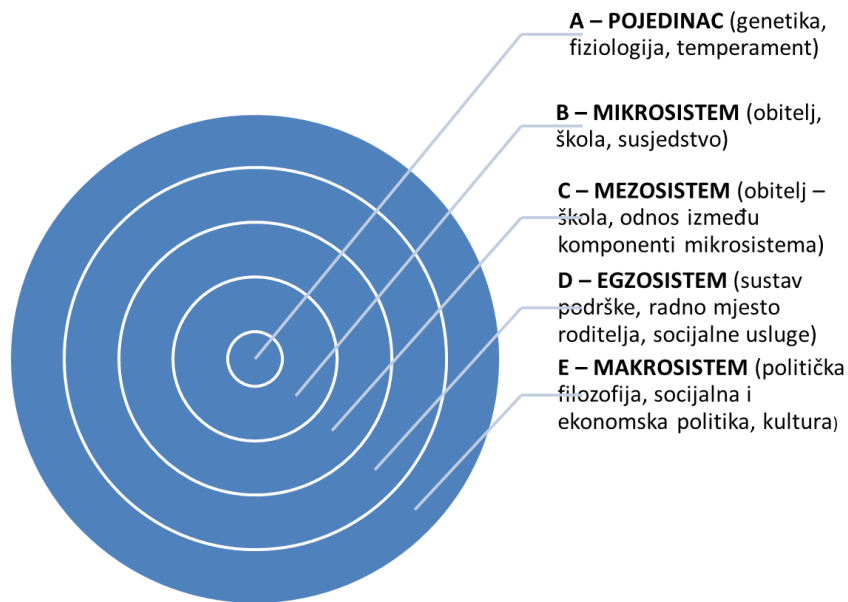 A – POJEDINAC (genetika,
fiziologija, temperament)
B – MIKROSISTEM (obitelj,
škola, susjedstvo)
C – MEZOSISTEM (obitelj –
škola, odnos između
komponenti mikrosistema)
D – EGZOSISTEM (sustav
podrške, radno mjesto
roditelja, socijalne usluge)
E – MAKROSISTEM (politička
filozofija, socijalna i
ekonomska politika, kultura)